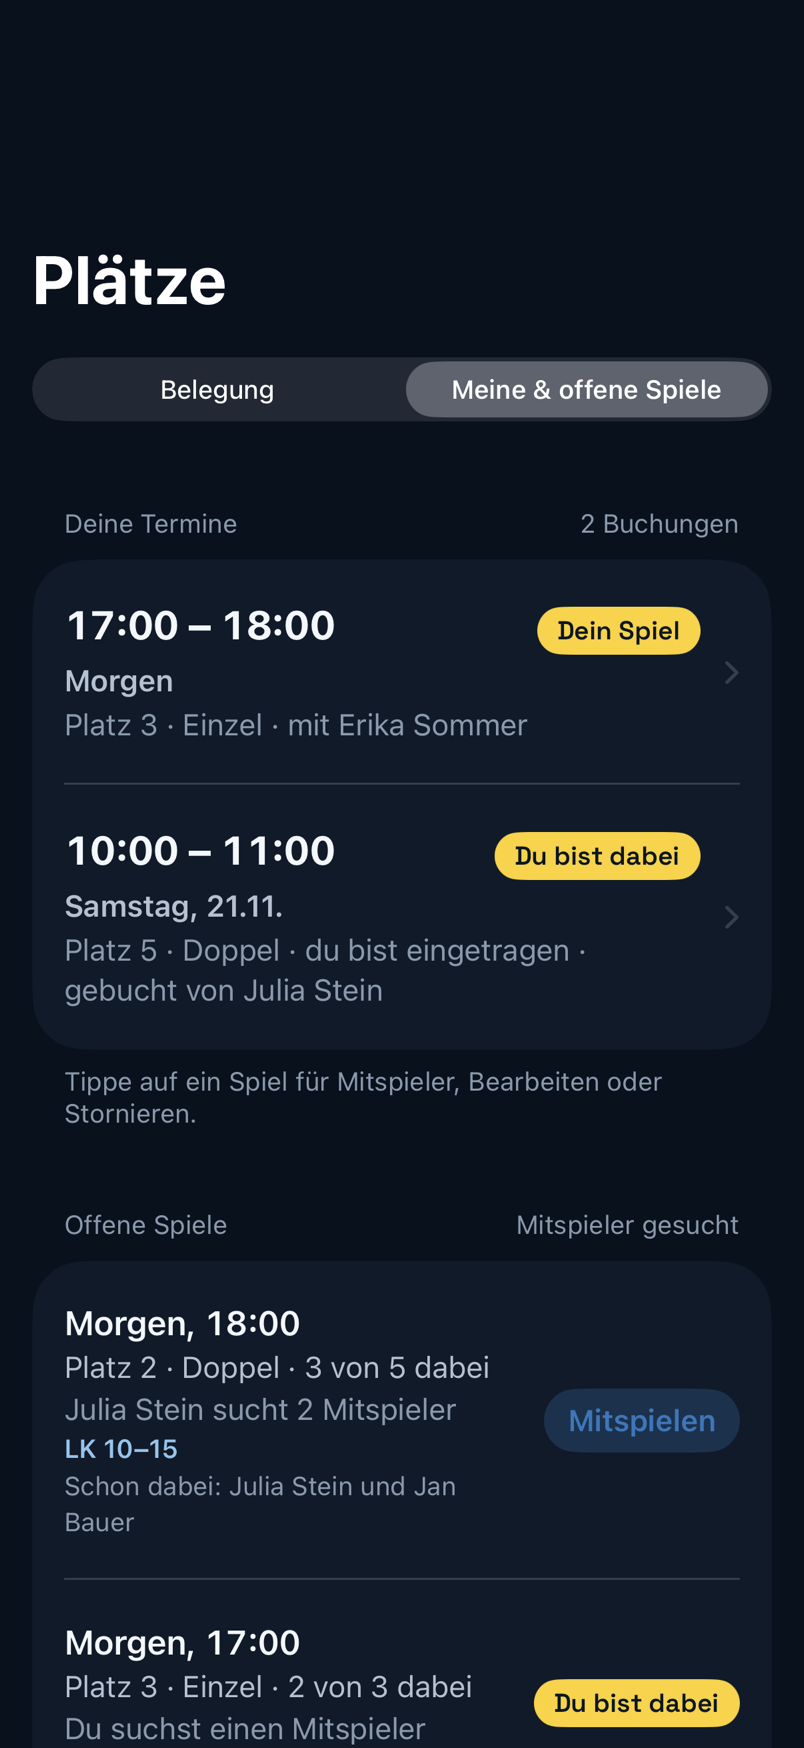 Plätze
Belegung
Meine & offene Spiele
Deine Termine
2 Buchungen
17:00 – 18:00
Dein Spiel
Morgen
Platz 3 · Einzel · mit Erika Sommer
10:00 – 11:00
Du bist dabei
Samstag, 21.11.
Platz 5 · Doppel · du bist eingetragen ·
gebucht von Julia Stein
Tippe auf ein Spiel für Mitspieler, Bearbeiten oder
Stornieren.
Offene Spiele
Mitspieler gesucht
Morgen, 18:00
Platz 2 · Doppel · 3 von 5 dabei
Julia Stein sucht 2 Mitspieler
LK 10–15
Schon dabei: Julia Stein und Jan
Bauer
Mitspielen
Morgen, 17:00
Platz 3 · Einzel · 2 von 3 dabei
Du suchst einen Mitspieler
Du bist dabei